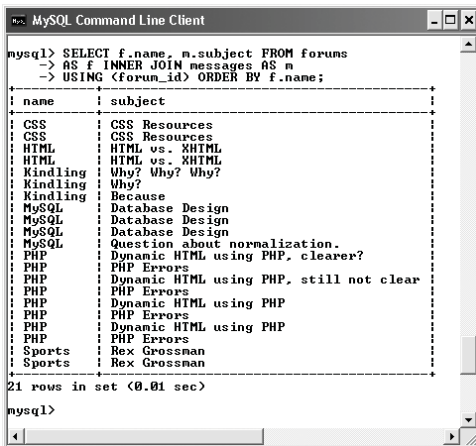 MySQL Command Line Client
mysql> SELECT f.name, m.subject FROM forums
-> AS f INNER JOIN messages AS m
-> USING (forum_id) ORDER BY f.name;
+----------+----------------------------------------+
| name | subject |
+----------+----------------------------------------+
| CSS | CSS Resources |
| CSS | CSS Resources |
| HTML | HTML vs. XHTML |
| HTML | HTML vs. XHTML |
| Kindling | Why? Why? Why? |
| Kindling | Why? |
| Kindling | Because |
| MySQL | Database Design |
| MySQL | Database Design |
| MySQL | Database Design |
| MySQL | Question about normalization. |
| PHP | Dynamic HTML using PHP, clearer? |
| PHP | PHP Errors |
| PHP | Dynamic HTML using PHP, still not clear |
| PHP | PHP Errors |
| PHP | Dynamic HTML using PHP |
| PHP | PHP Errors |
| PHP | Dynamic HTML using PHP |
| PHP | PHP Errors |
| Sports | Rex Grossman |
| Sports | Rex Grossman |
+----------+----------------------------------------+
21 rows in set (0.01 sec)
mysql>